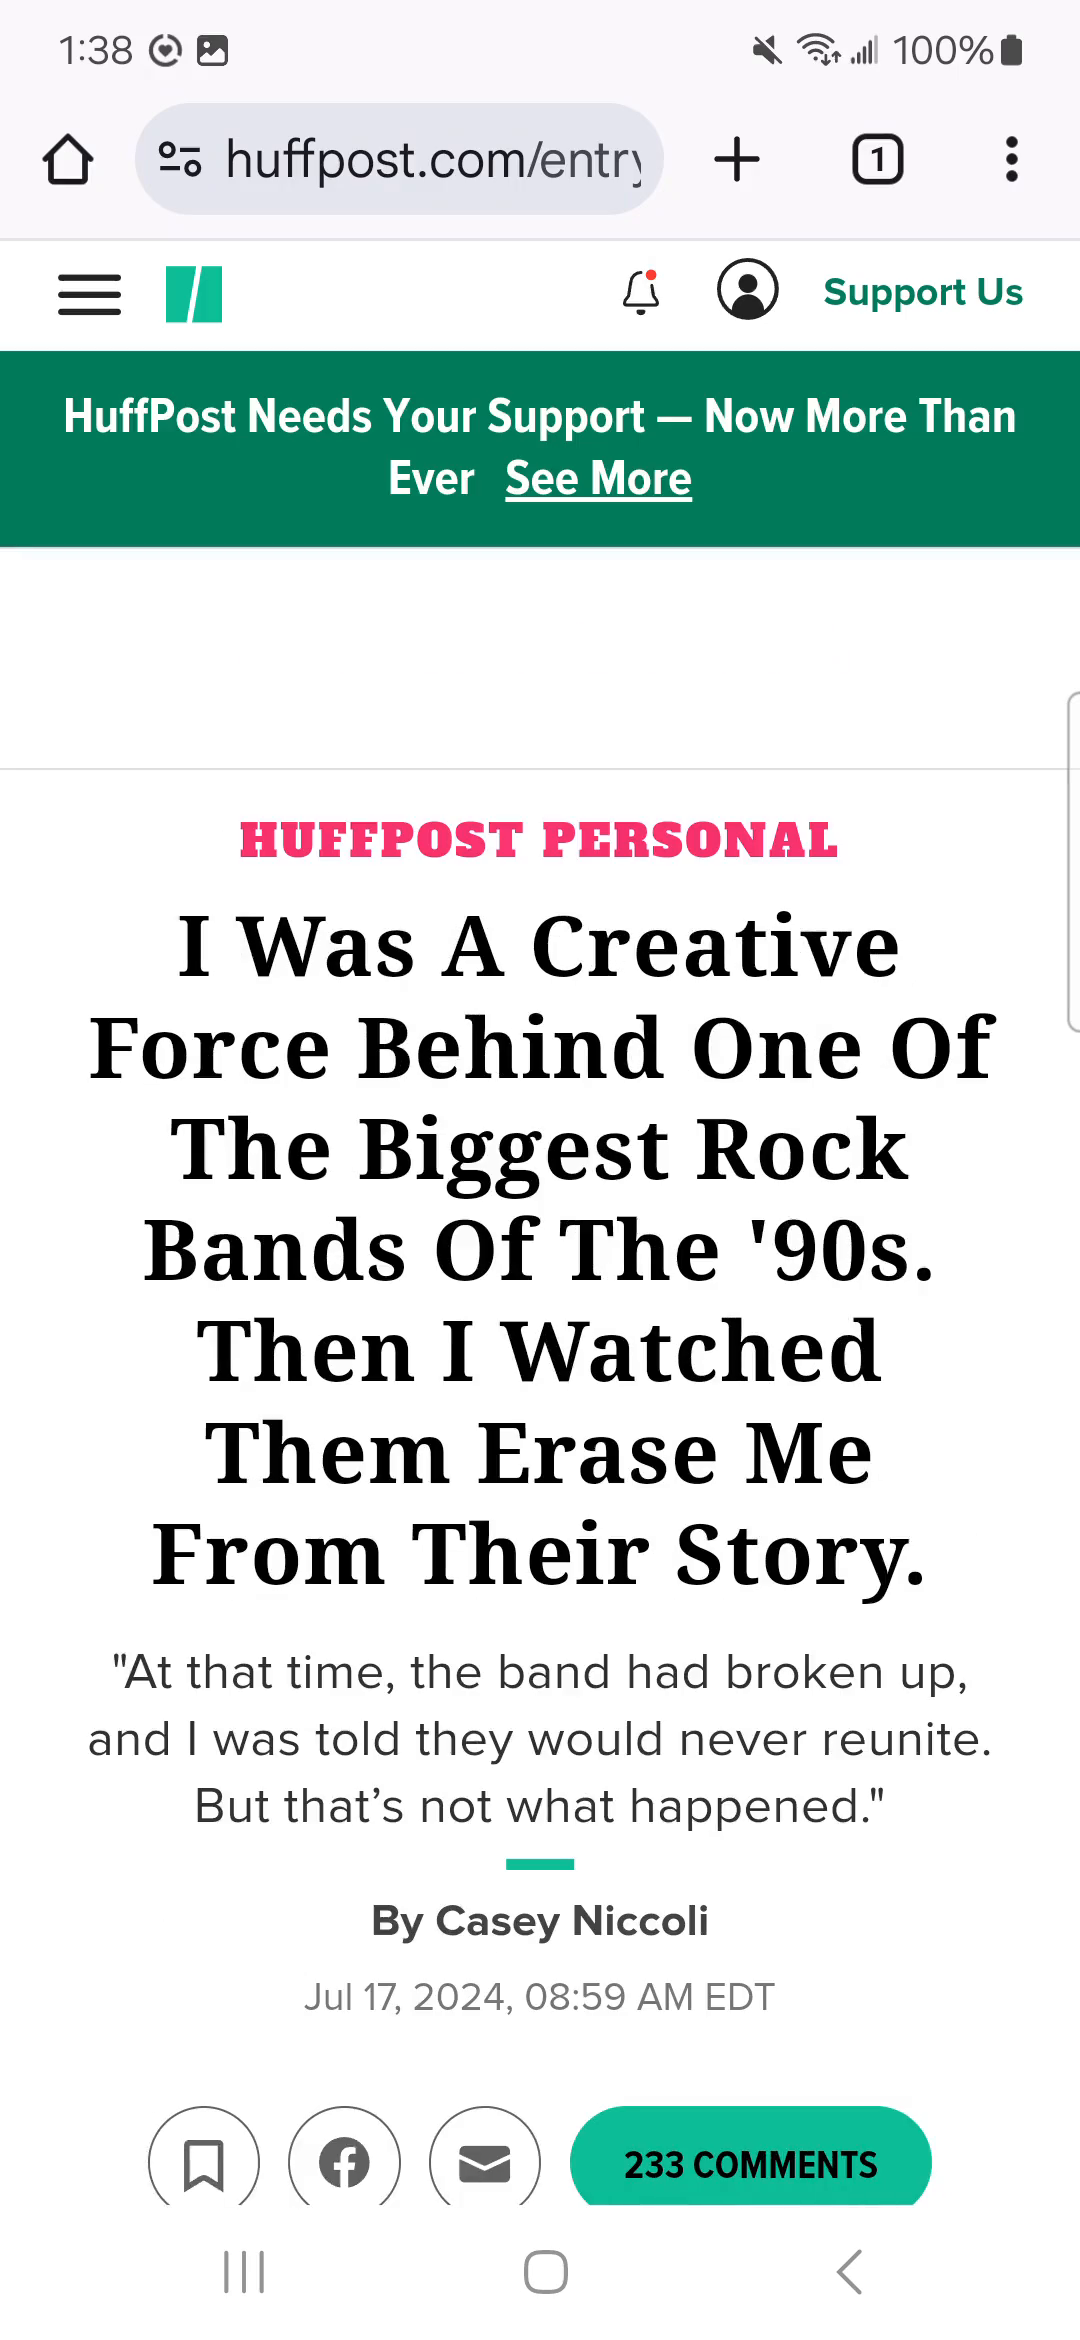 1:38
100%
huffpost.com/entry
1
Support Us
HuffPost Needs Your Support — Now More Than
Ever See More
HUFFPOST PERSONAL
I Was A Creative
Force Behind One Of
The Biggest Rock
Bands Of The '90s.
Then I Watched
Them Erase Me
From Their Story.
"At that time, the band had broken up,
and I was told they would never reunite.
But that’s not what happened."
By Casey Niccoli
Jul 17, 2024, 08:59 AM EDT
233 COMMENTS